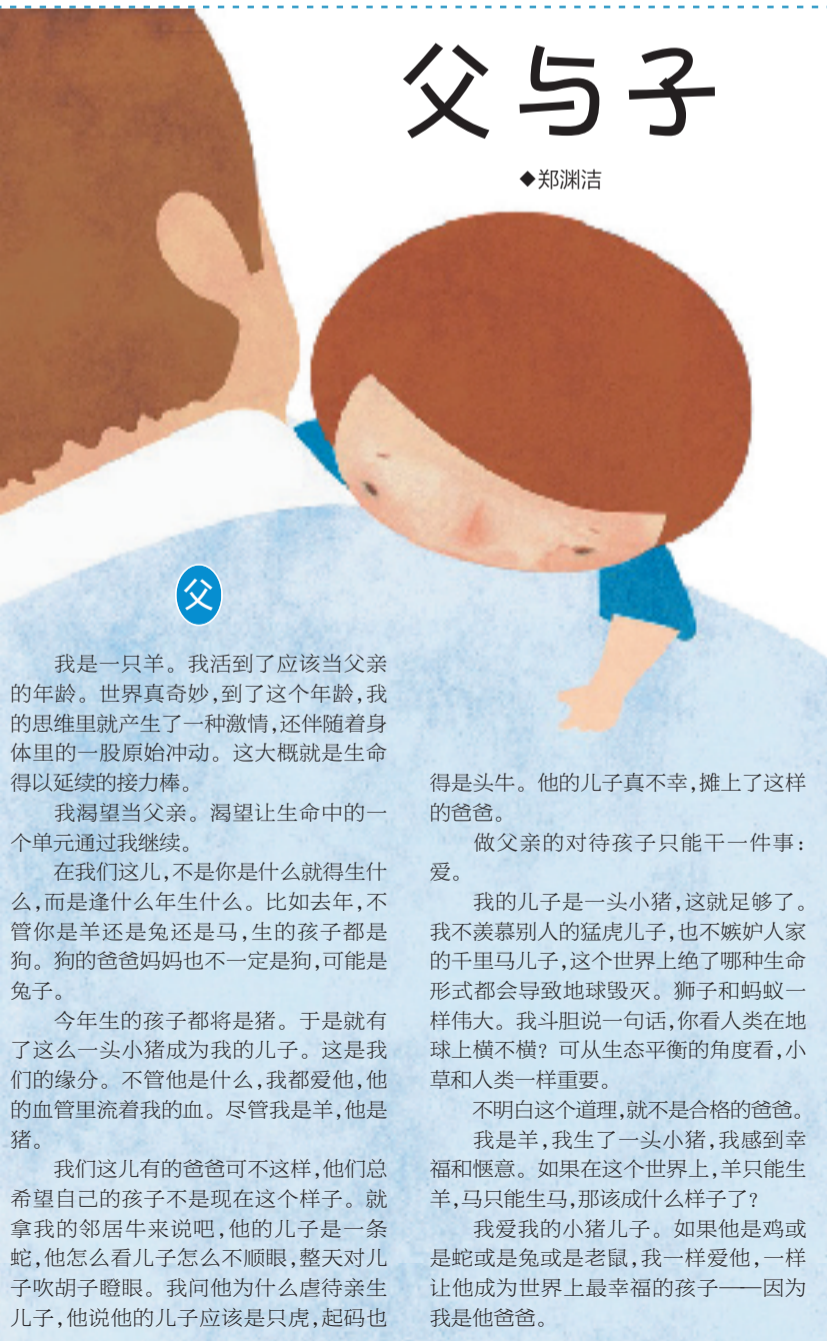 父与子
◆郑渊洁
父
我是一只羊。我活到了应该当父亲
的年龄。世界真奇妙,到了这个年龄,我
的思维里就产生了一种激情,还伴随着身
体里的一股原始冲动。这大概就是生命
得以延续的接力棒。
我渴望当父亲。渴望让生命中的一
个单元通过我继续。
在我们这儿,不是你是什么就得生什
么,而是逢什么年生什么。比如去年,不
管你是羊还是兔还是马,生的孩子都是
狗。狗的爸爸妈妈也不一定是狗,可能是
兔子。
今年生的孩子都将是猪。于是就有
了这么一头小猪成为我的儿子。这是我
们的缘分。不管他是什么,我都爱他,他
的血管里流着我的血。尽管我是羊,他是
猪。
我们这儿有的爸爸可不这样,他们总
希望自己的孩子不是现在这个样子。就
拿我的邻居牛来说吧,他的儿子是一条
蛇,他怎么看儿子怎么不顺眼,整天对儿
子吹胡子瞪眼。我问他为什么虐待亲生
儿子,他说他的儿子应该是只虎,起码也
得是头牛。他的儿子真不幸,摊上了这样
的爸爸。
做父亲的对待孩子只能干一件事:
爱。
我的儿子是一头小猪,这就足够了。
我不羡慕别人的猛虎儿子,也不嫉妒人家
的千里马儿子,这个世界上绝了哪种生命
形式都会导致地球毁灭。狮子和蚂蚁一
样伟大。我斗胆说一句话,你看人类在地
球上横不横?可从生态平衡的角度看,小
草和人类一样重要。
不明白这个道理,就不是合格的爸爸。
我是羊,我生了一头小猪,我感到幸
福和惬意。如果在这个世界上,羊只能生
羊,马只能生马,那该成什么样子了?
我爱我的小猪儿子。如果他是鸡或
是蛇或是兔或是老鼠,我一样爱他,一样
让他成为世界上最幸福的孩子——因为
我是他爸爸。